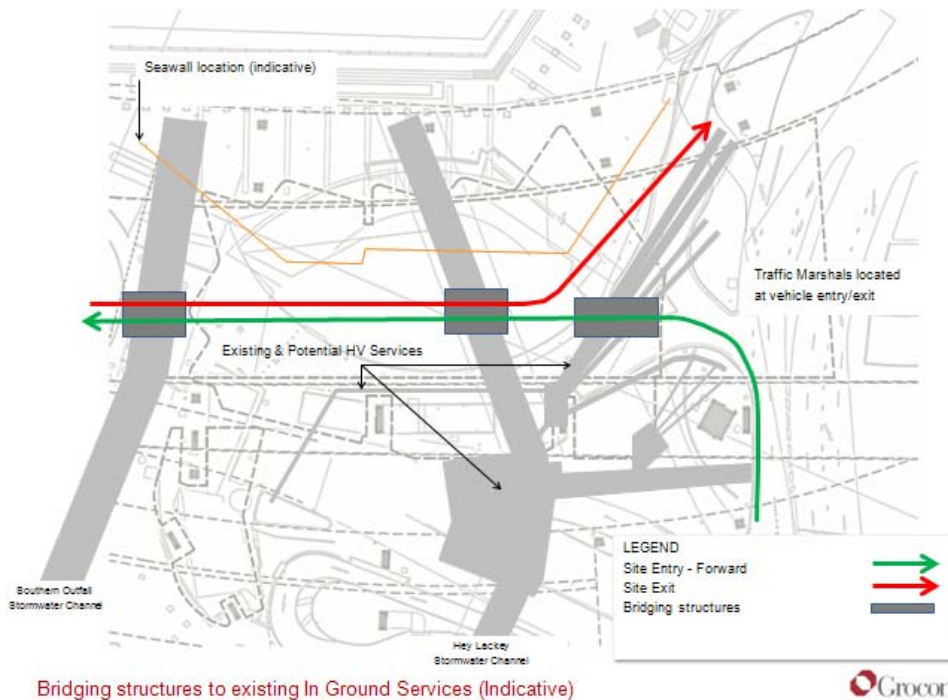 Seawall location (indicative)
Traffic Marshals located
at vehicle entry/exit
Existing & Potential HV Services
LEGEND
Site Entry - Forward
Site Exit
Bridging structures
Southern Outfall
Stormwater Channel
Hey Lackey
Stormwater Channel
Bridging structures to existing In Ground Services (Indicative)
Grocon